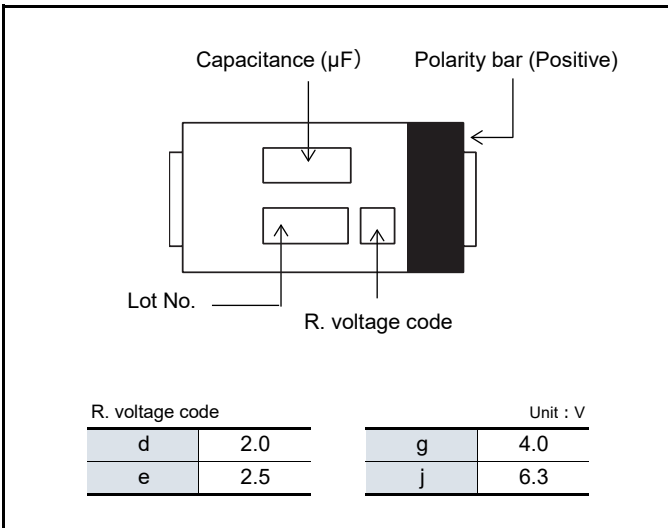 Capacitance (μF） Polarity bar (Positive)
Lot No.
R. voltage code
R. voltage code Unit：V
d 2.0 g 4.0
e 2.5 j 6.3